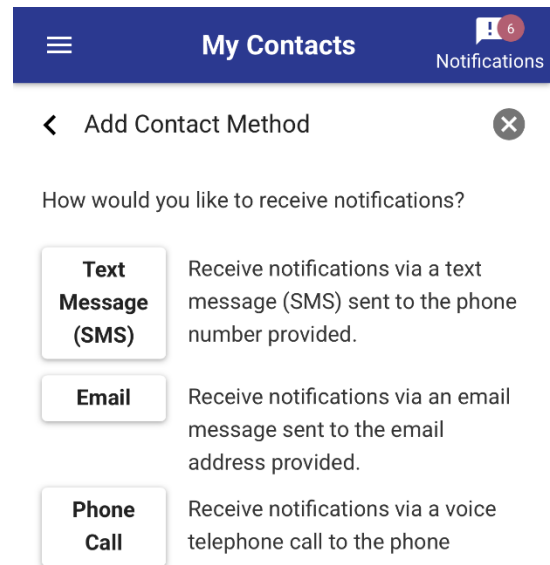 My Contacts
! 6
Notifications
Add Contact Method
How would you like to receive notifications?
Text
Message
(SMS)
Receive notifications via a text
message (SMS) sent to the phone
number provided.
Email
Receive notifications via an email
message sent to the email
address provided.
Phone
Call
Receive notifications via a voice
telephone call to the phone